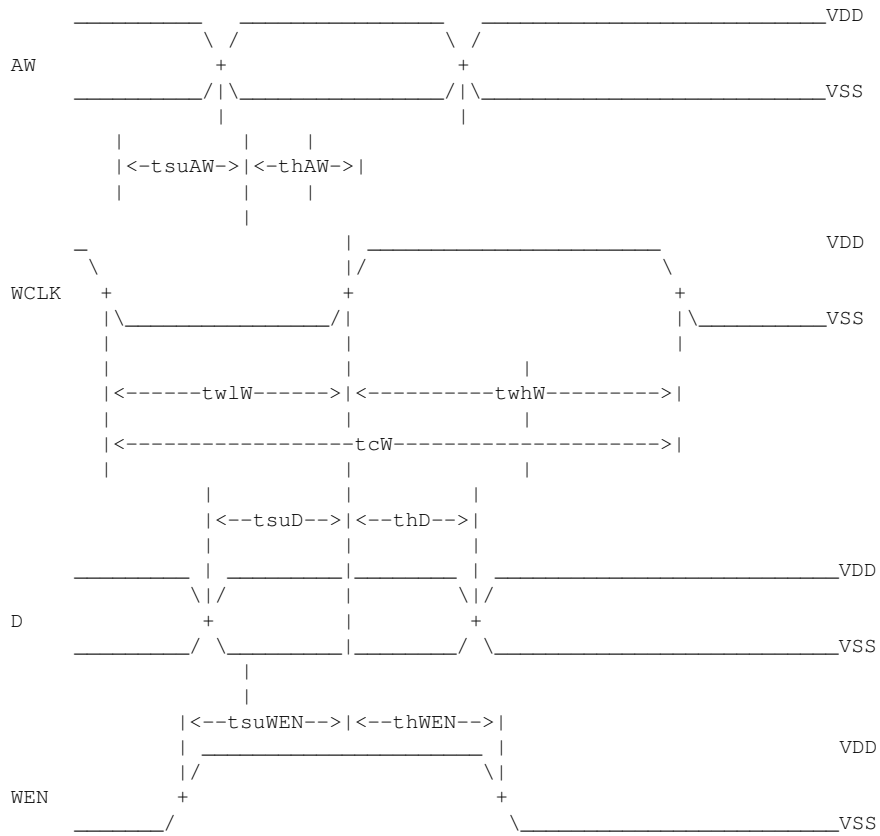 VDD
AW
VSS
|<-tsuAW->|<-thAW->|
VDD
WCLK
VSS
|<------twlW------>|<----------twhW--------->|
|<------------------tcW--------------------->|
|<--tsuD-->|<--thD-->|
VDD
D
VSS
|<--tsuWEN-->|<--thWEN-->|
VDD
WEN
VSS